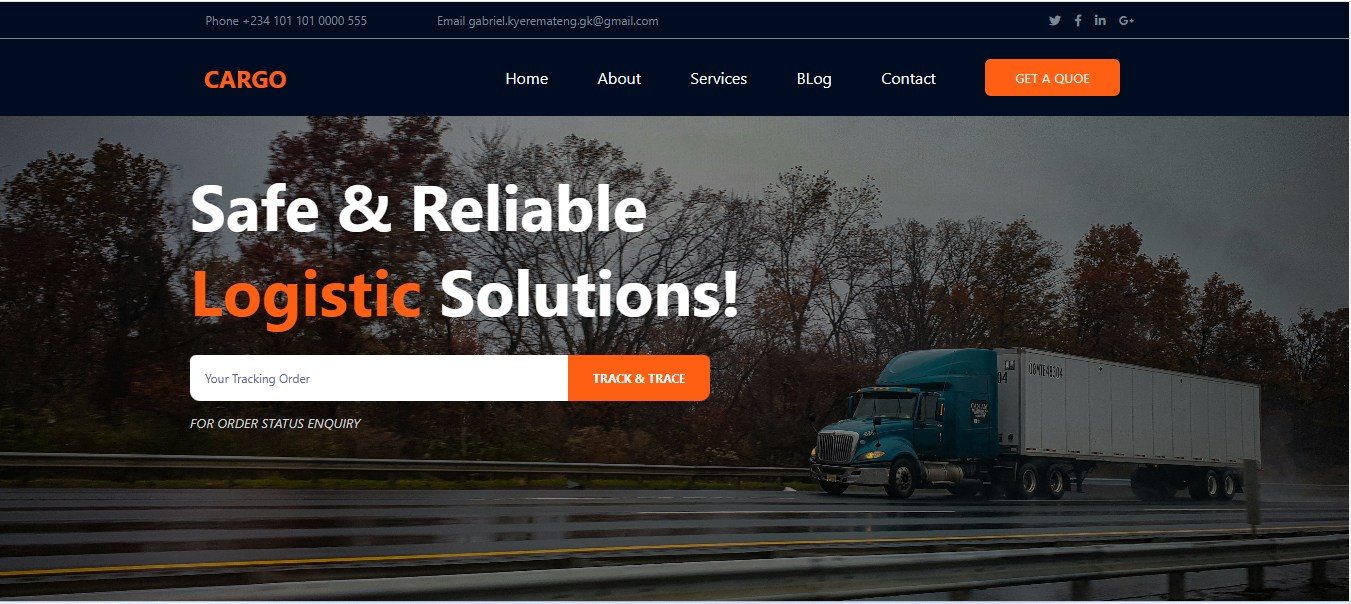 Phone +234 101 101 0000 555 Email gabriel.kyeremateng.gk@gmail.com
CARGO Home About Services BLog Contact GET A QUOE
Safe & Reliable
Logistic Solutions!
Your Tracking Order TRACK & TRACE
FOR ORDER STATUS ENQUIRY